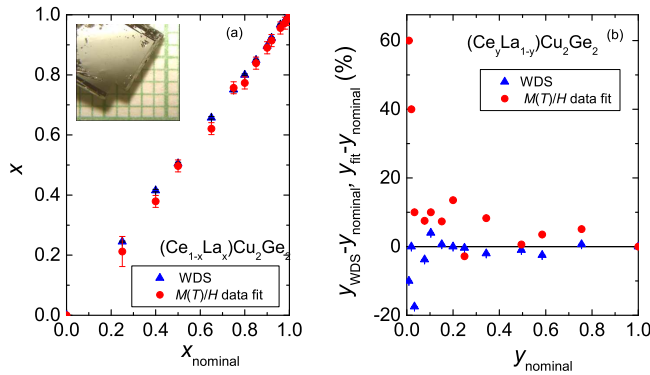 (a)
1.0
0.8
0.6
0.4
0.2
0.0
x
(Ce1-xLax)Cu2Ge2
WDS
M(T)/H data fit
0.0 0.2 0.4 0.6 0.8 1.0
xnominal
(CeyLa1-y)Cu2Ge2 (b)
WDS
M(T)/H data fit
60
40
20
0
-20
yWDS-ynominal, yfit-ynominal (%)
0.0 0.2 0.4 0.6 0.8 1.0
ynominal